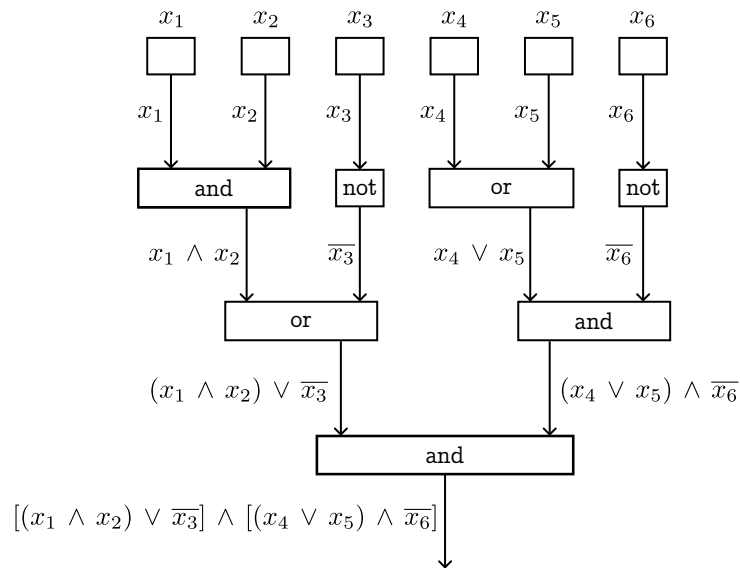 x₁ x₂ x₃ x₄ x₅ x₆
x₁ x₂ x₃ x₄ x₅ x₆
and not or not
x₁ ∧ x₂ x̅₃̅ x₄ ∨ x₅ x̅₆̅
or and
(x₁ ∧ x₂) ∨ x̅₃̅ (x₄ ∨ x₅) ∧ x̅₆̅
and
[(x₁ ∧ x₂) ∨ x̅₃̅] ∧ [(x₄ ∨ x₅) ∧ x̅₆̅]